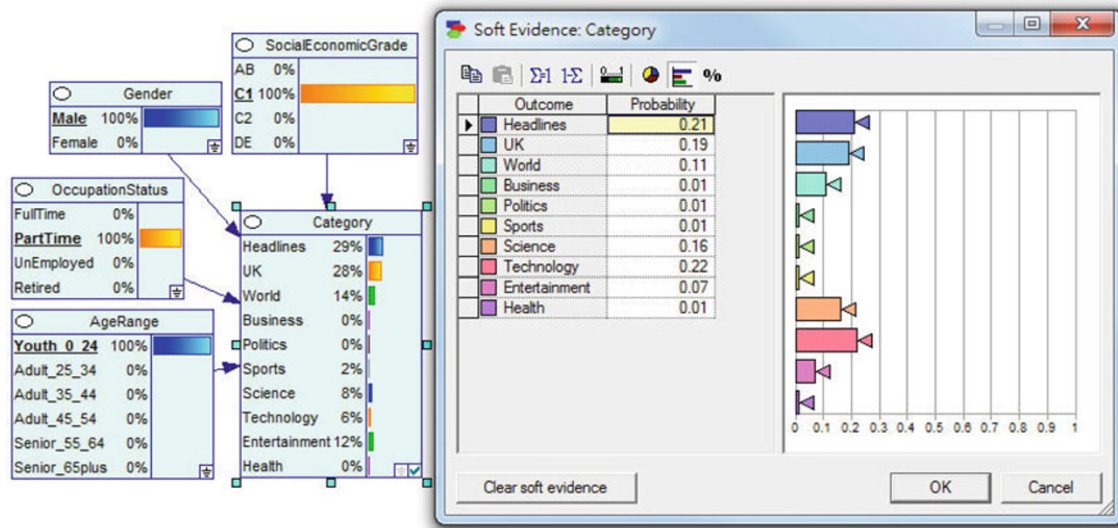 SocialEconomicGrade
AB 0%
C1 100%
C2 0%
DE 0%
Gender
Male 100%
Female 0%
OccupationStatus
FullTime 0%
PartTime 100%
UnEmployed 0%
Retired 0%
AgeRange
Youth_0_24 100%
Adult_25_34 0%
Adult_35_44 0%
Adult_45_54 0%
Senior_55_64 0%
Senior_65plus 0%
Category
Headlines 29%
UK 28%
World 14%
Business 0%
Politics 0%
Sports 2%
Science 8%
Technology 6%
Entertainment 12%
Health 0%
Soft Evidence: Category
Σ=1 1-Σ %
Outcome Probability
Headlines 0.21
UK 0.19
World 0.11
Business 0.01
Politics 0.01
Sports 0.01
Science 0.16
Technology 0.22
Entertainment 0.07
Health 0.01
0 0.1 0.2 0.3 0.4 0.5 0.6 0.7 0.8 0.9 1
Clear soft evidence
OK
Cancel